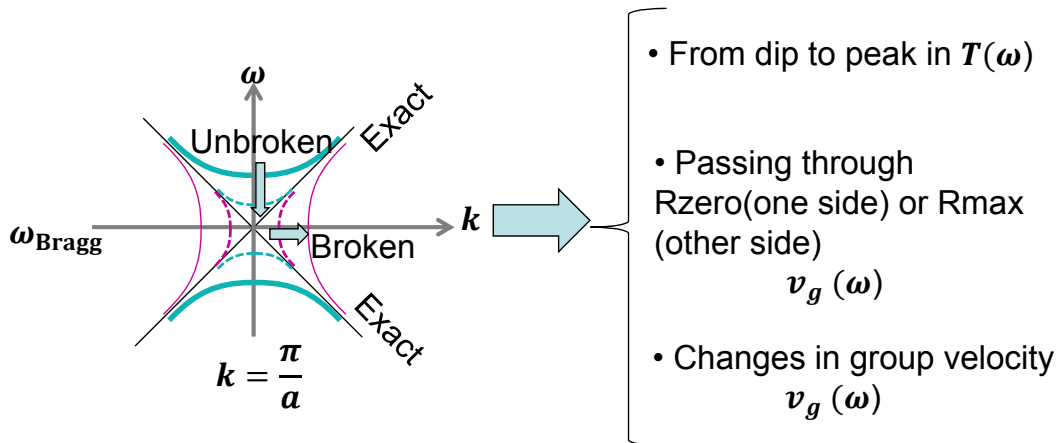 ω
Unbroken
Exact
k
ω_Bragg
Broken
Exact
k = π/a
• From dip to peak in T(ω)
• Passing through
Rzero(one side) or Rmax
(other side)
v_g (ω)
• Changes in group velocity
v_g (ω)